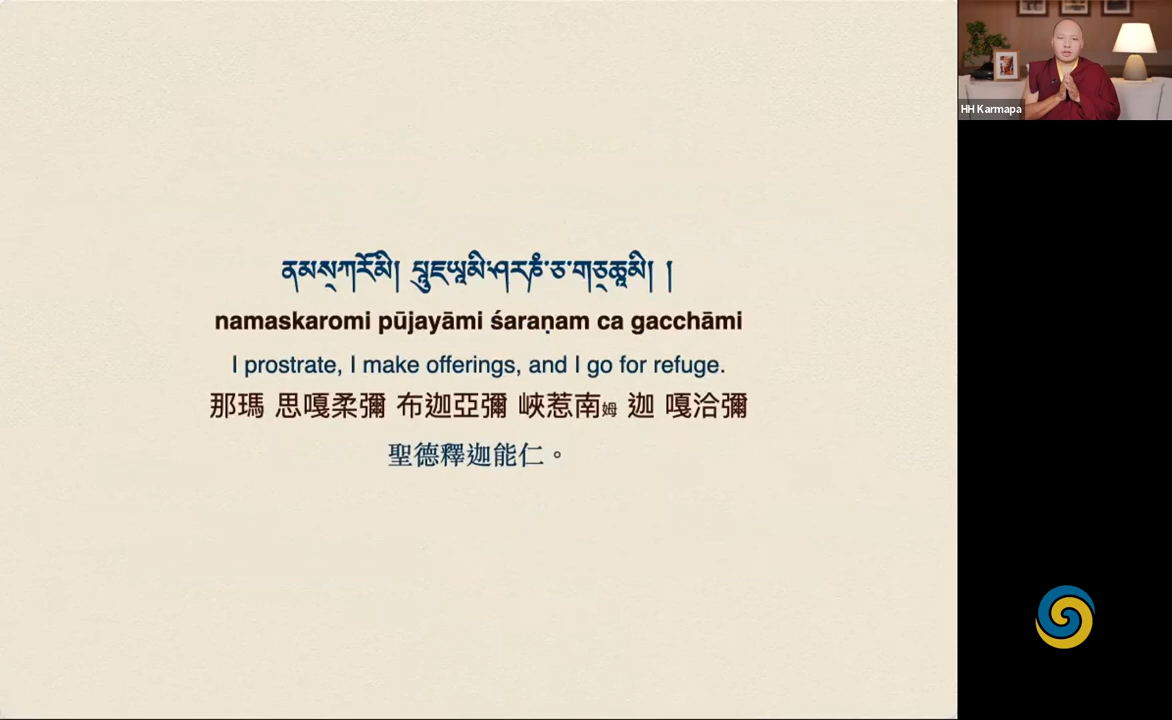 ན་མསྐ་རོ་མི། པཱུ་ཛ་ཡཱ་མི་ཤ་ར་ཎཾ་ཙ་གཙྪཱ་མི། །
namaskaromi pūjayāmi śaraṇam ca gacchāmi
I prostrate, I make offerings, and I go for refuge.
那瑪 思嘎柔彌 布迦亞彌 峽惹南姆 迦 嘎洽彌
聖德釋迦能仁。
HH Karmapa